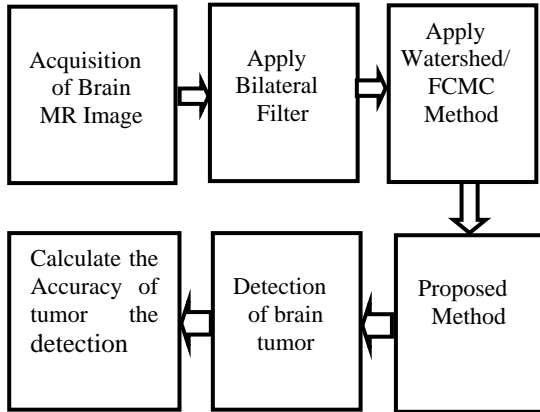 Acquisition
of Brain
MR Image
Apply
Bilateral
Filter
Apply
Watershed/
FCMC
Method
Proposed
Method
Detection
of brain
tumor
Calculate the
Accuracy of
tumor the
detection